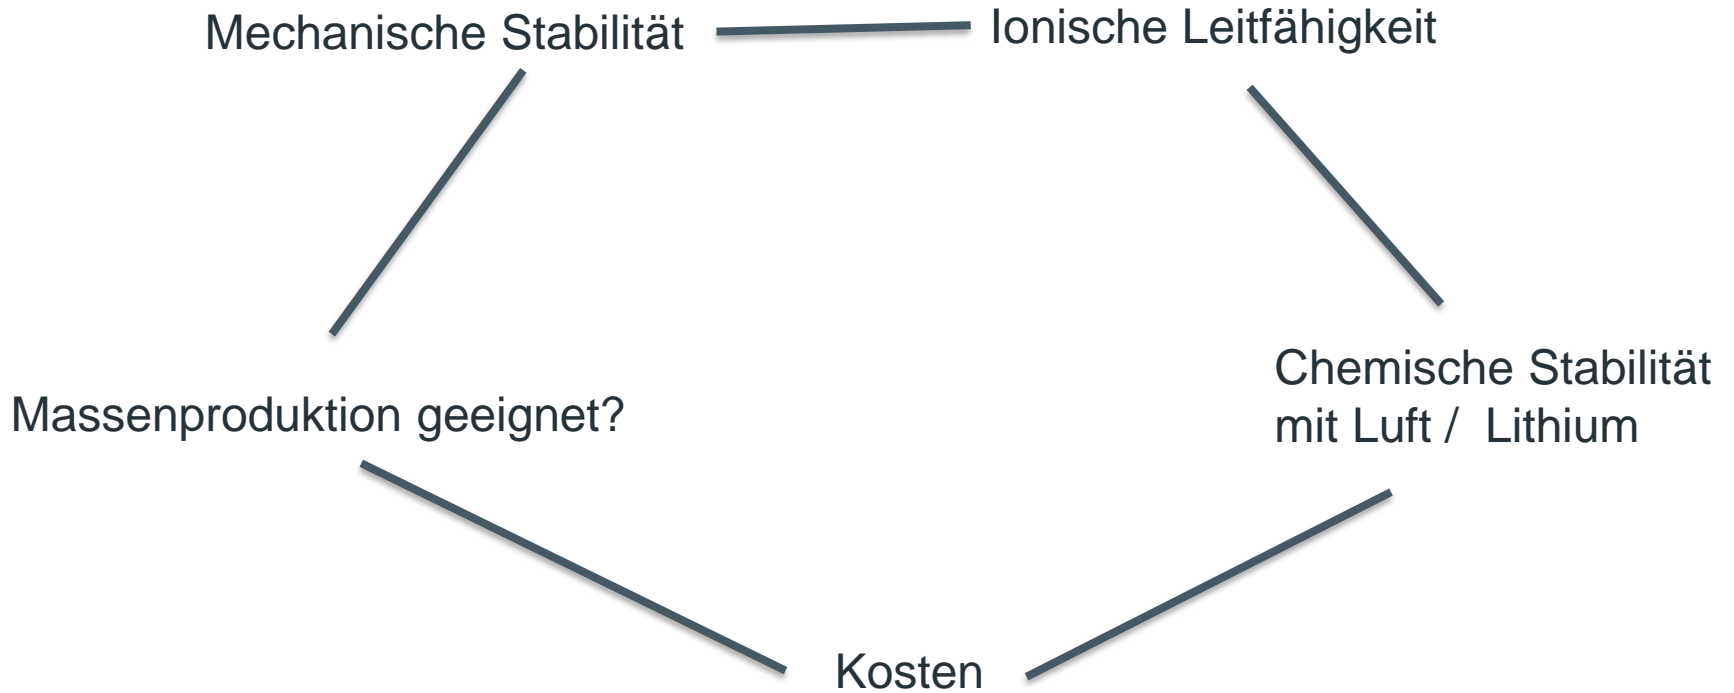 Mechanische Stabilität
Ionische Leitfähigkeit
Chemische Stabilität
mit Luft / Lithium
Massenproduktion geeignet?
Kosten